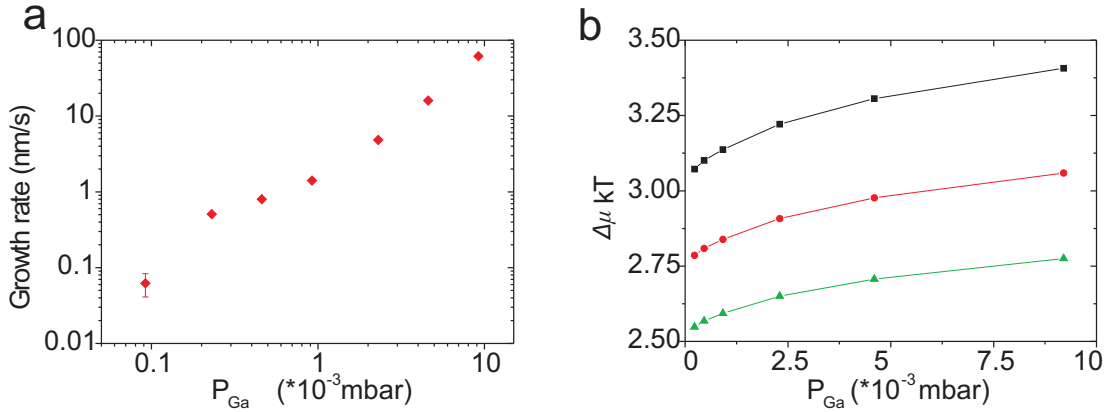 a
Growth rate (nm/s)
100
10
1
0.1
0.01
0.1 1 10
P_Ga (*10^-3 mbar)
b
Δμ kT
3.50
3.25
3.00
2.75
2.50
0 2.5 5 7.5 10
P_Ga (*10^-3 mbar)